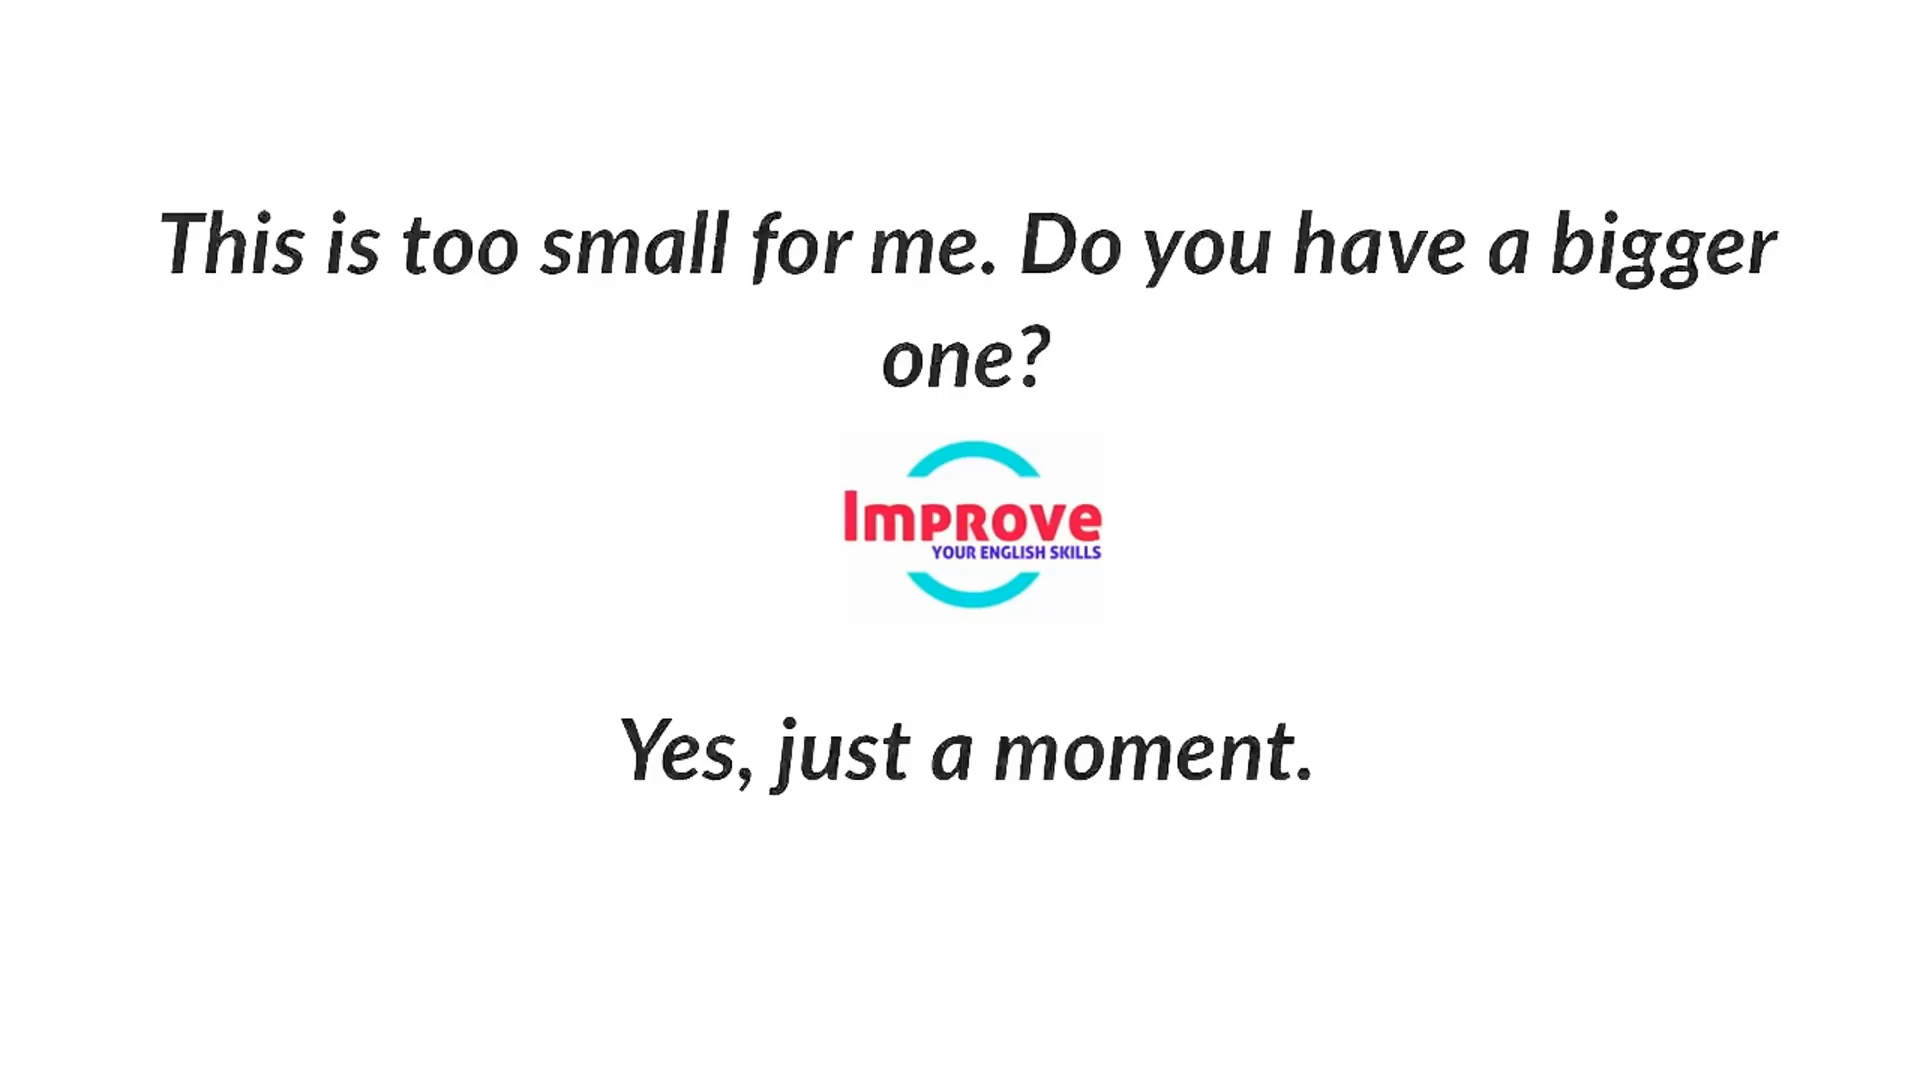 This is too small for me. Do you have a bigger
one?
Improve
YOUR ENGLISH SKILLS
Yes, just a moment.